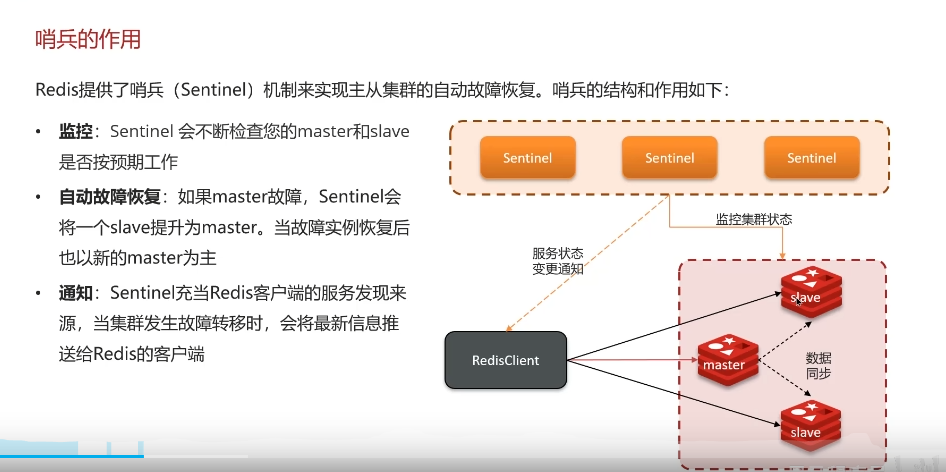 哨兵的作用
Redis提供了哨兵（Sentinel）机制来实现主从集群的自动故障恢复。哨兵的结构和作用如下：
• 监控：Sentinel 会不断检查您的master和slave
是否按预期工作
• 自动故障恢复：如果master故障，Sentinel会
将一个slave提升为master。当故障实例恢复后
也以新的master为主
• 通知：Sentinel充当Redis客户端的服务发现来
源，当集群发生故障转移时，会将最新信息推
送给Redis的客户端
Sentinel
Sentinel
Sentinel
监控集群状态
服务状态
变更通知
slave
RedisClient
master
数据
同步
slave